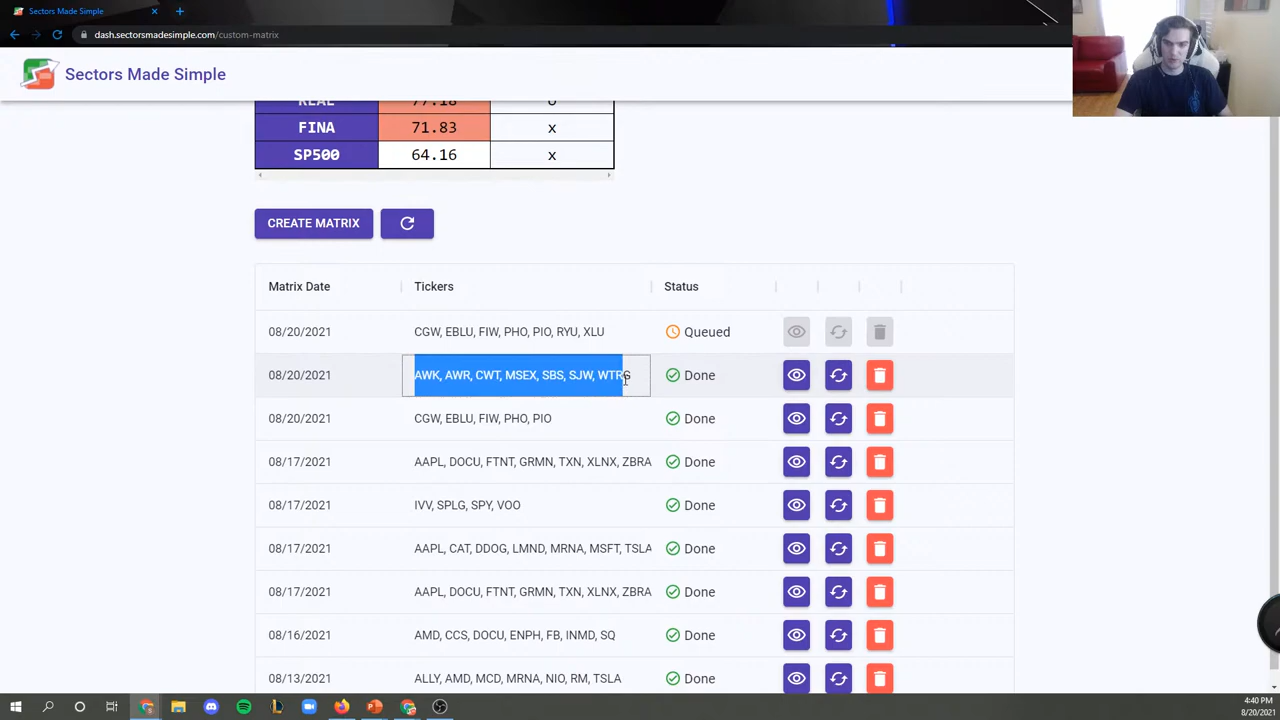 Sectors Made Simple
dash.sectorsmadesimple.com/custom-matrix
Sectors Made Simple
REAL 77.18
FINA 71.83 x
SP500 64.16 x
CREATE MATRIX
Matrix Date Tickers Status
08/20/2021 CGW, EBLU, FIW, PHO, PIO, RYU, XLU Queued
08/20/2021 AWK, AWR, CWT, MSEX, SBS, SJW, WTRG Done
08/20/2021 CGW, EBLU, FIW, PHO, PIO Done
08/17/2021 AAPL, DOCU, FTNT, GRMN, TXN, XLNX, ZBRA Done
08/17/2021 IVV, SPLG, SPY, VOO Done
08/17/2021 AAPL, CAT, DDOG, LMND, MRNA, MSFT, TSLA Done
08/17/2021 AAPL, DOCU, FTNT, GRMN, TXN, XLNX, ZBRA Done
08/16/2021 AMD, CCS, DOCU, ENPH, FB, INMD, SQ Done
08/13/2021 ALLY, AMD, MCD, MRNA, NIO, RM, TSLA Done
4:40 PM
8/20/2021